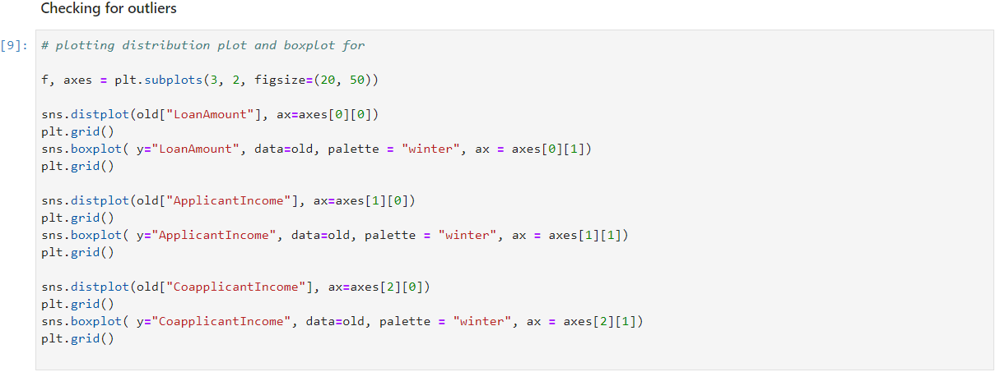 Checking for outliers
[9]: # plotting distribution plot and boxplot for
f, axes = plt.subplots(3, 2, figsize=(20, 50))
sns.distplot(old["LoanAmount"], ax=axes[0][0])
plt.grid()
sns.boxplot( y="LoanAmount", data=old, palette = "winter", ax = axes[0][1])
plt.grid()
sns.distplot(old["ApplicantIncome"], ax=axes[1][0])
plt.grid()
sns.boxplot( y="ApplicantIncome", data=old, palette = "winter", ax = axes[1][1])
plt.grid()
sns.distplot(old["CoapplicantIncome"], ax=axes[2][0])
plt.grid()
sns.boxplot( y="CoapplicantIncome", data=old, palette = "winter", ax = axes[2][1])
plt.grid()